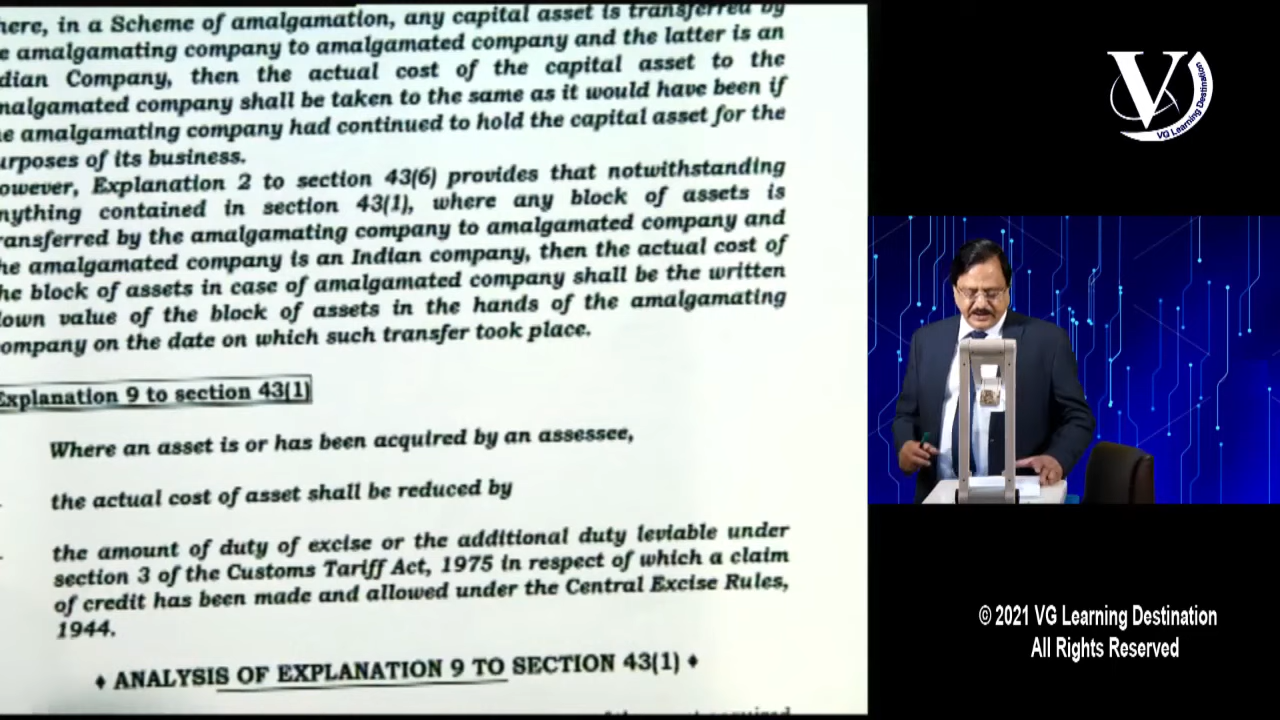 here, in a Scheme of amalgamation, any capital asset is transferred by
e amalgamating company to amalgamated company and the latter is an
dian Company, then the actual cost of the capital asset to the
malgamated company shall be taken to the same as it would have been if
e amalgamating company had continued to hold the capital asset for the
urposes of its business.
owever, Explanation 2 to section 43(6) provides that notwithstanding
nything contained in section 43(1), where any block of assets is
ransferred by the amalgamating company to amalgamated company and
he amalgamated company is an Indian company, then the actual cost of
he block of assets in case of amalgamated company shall be the written
down value of the block of assets in the hands of the amalgamating
ompany on the date on which such transfer took place.
Explanation 9 to section 43(1)
Where an asset is or has been acquired by an assessee,
the actual cost of asset shall be reduced by
the amount of duty of excise or the additional duty leviable under
section 3 of the Customs Tariff Act, 1975 in respect of which a claim
of credit has been made and allowed under the Central Excise Rules,
1944.
♦ ANALYSIS OF EXPLANATION 9 TO SECTION 43(1) ♦
V
VG Learning Destination
© 2021 VG Learning Destination
All Rights Reserved